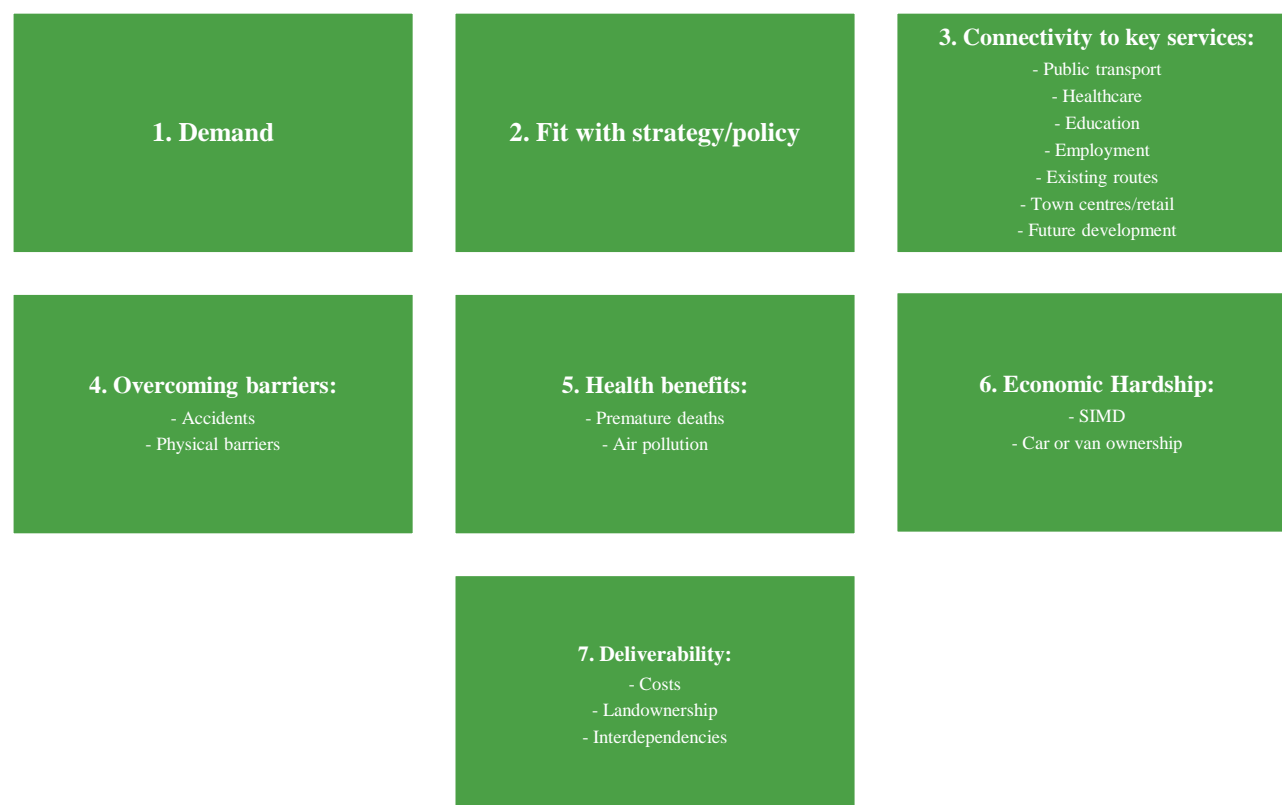 1. Demand
2. Fit with strategy/policy
3. Connectivity to key services:
- Public transport
- Healthcare
- Education
- Employment
- Existing routes
- Town centres/retail
- Future development
4. Overcoming barriers:
- Accidents
- Physical barriers
5. Health benefits:
- Premature deaths
- Air pollution
6. Economic Hardship:
- SIMD
- Car or van ownership
7. Deliverability:
- Costs
- Landownership
- Interdependencies